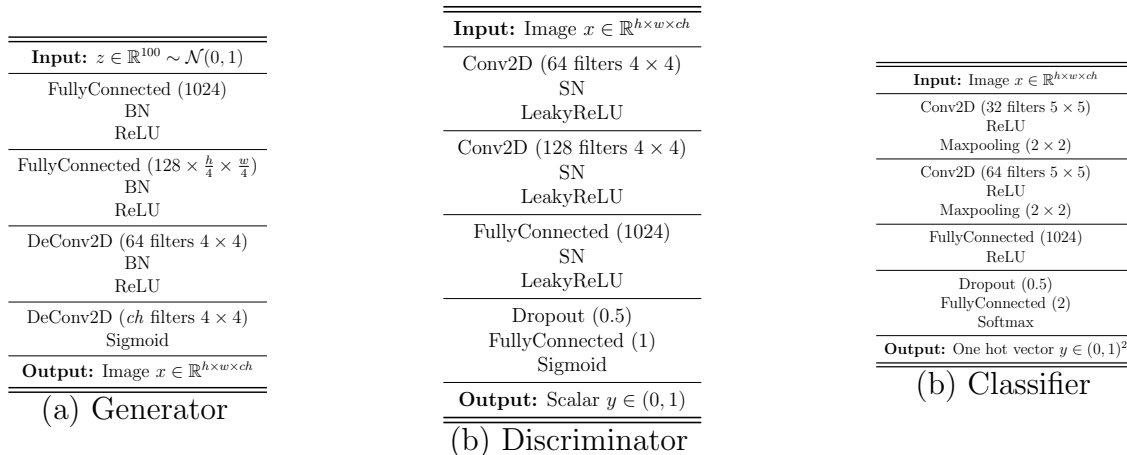 Input: z ∈ ℝ¹⁰⁰ ∼ 𝒩(0, 1)
FullyConnected (1024)
BN
ReLU
FullyConnected (128 × h/4 × w/4)
BN
ReLU
DeConv2D (64 filters 4 × 4)
BN
ReLU
DeConv2D (ch filters 4 × 4)
Sigmoid
Output: Image x ∈ ℝʰˣʷˣᶜʰ
(a) Generator
Input: Image x ∈ ℝʰˣʷˣᶜʰ
Conv2D (64 filters 4 × 4)
SN
LeakyReLU
Conv2D (128 filters 4 × 4)
SN
LeakyReLU
FullyConnected (1024)
SN
LeakyReLU
Dropout (0.5)
FullyConnected (1)
Sigmoid
Output: Scalar y ∈ (0, 1)
(b) Discriminator
Input: Image x ∈ ℝʰˣʷˣᶜʰ
Conv2D (32 filters 5 × 5)
ReLU
Maxpooling (2 × 2)
Conv2D (64 filters 5 × 5)
ReLU
Maxpooling (2 × 2)
FullyConnected (1024)
ReLU
Dropout (0.5)
FullyConnected (2)
Softmax
Output: One hot vector y ∈ (0, 1)²
(b) Classifier